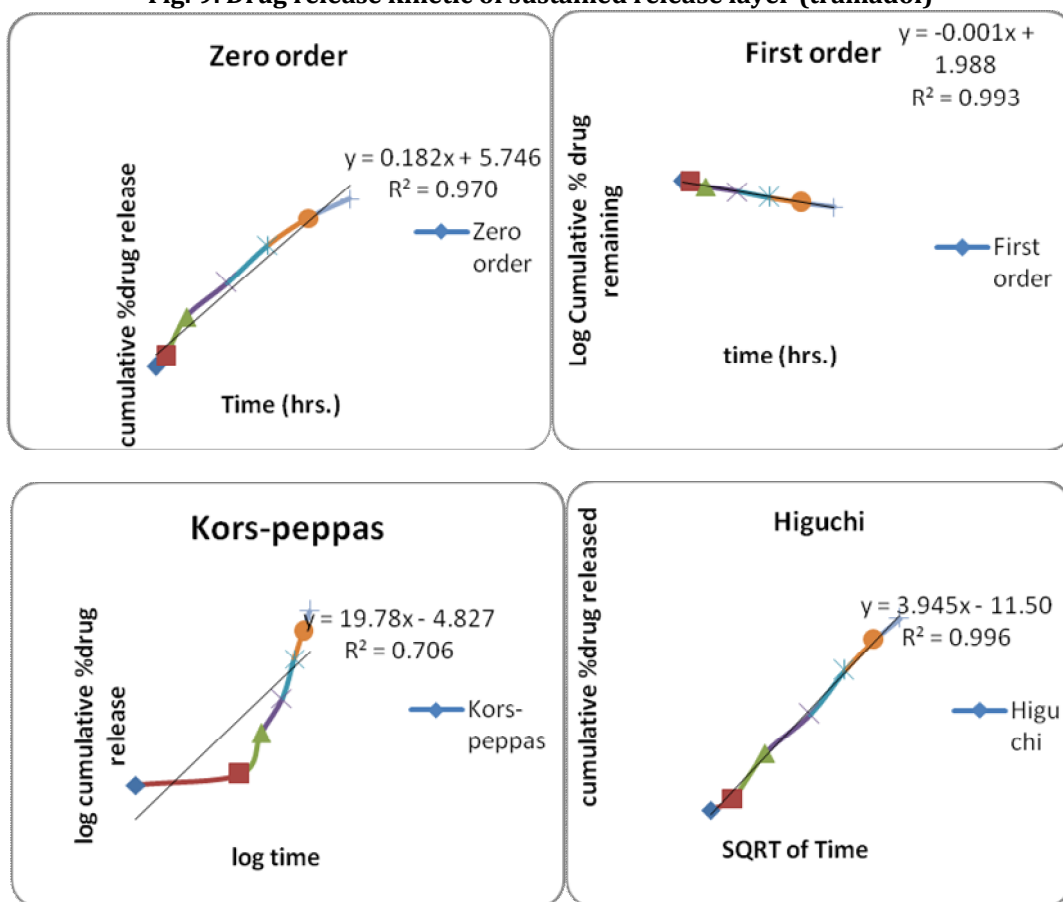 Fig. 9: Drug release kinetic of sustained release layer (tramadol)
Zero order
cumulative %drug release
y = 0.182x + 5.746
R² = 0.970
Zero
order
Time (hrs.)
First order
y = -0.001x +
1.988
R² = 0.993
Log Cumulative % drug
remaining
First
order
time (hrs.)
Kors-peppas
log cumulative %drug
release
y = 19.78x - 4.827
R² = 0.706
Kors-
peppas
log time
Higuchi
cumulative %drug released
y = 3.945x - 11.50
R² = 0.996
Higu
chi
SQRT of Time